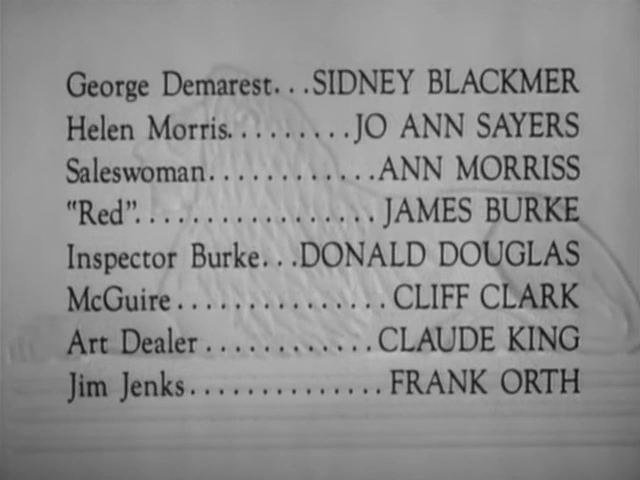 George Demarest...SIDNEY BLACKMER
Helen Morris.........JO ANN SAYERS
Saleswoman............ANN MORRISS
"Red".................JAMES BURKE
Inspector Burke...DONALD DOUGLAS
McGuire...............CLIFF CLARK
Art Dealer............CLAUDE KING
Jim Jenks..............FRANK ORTH